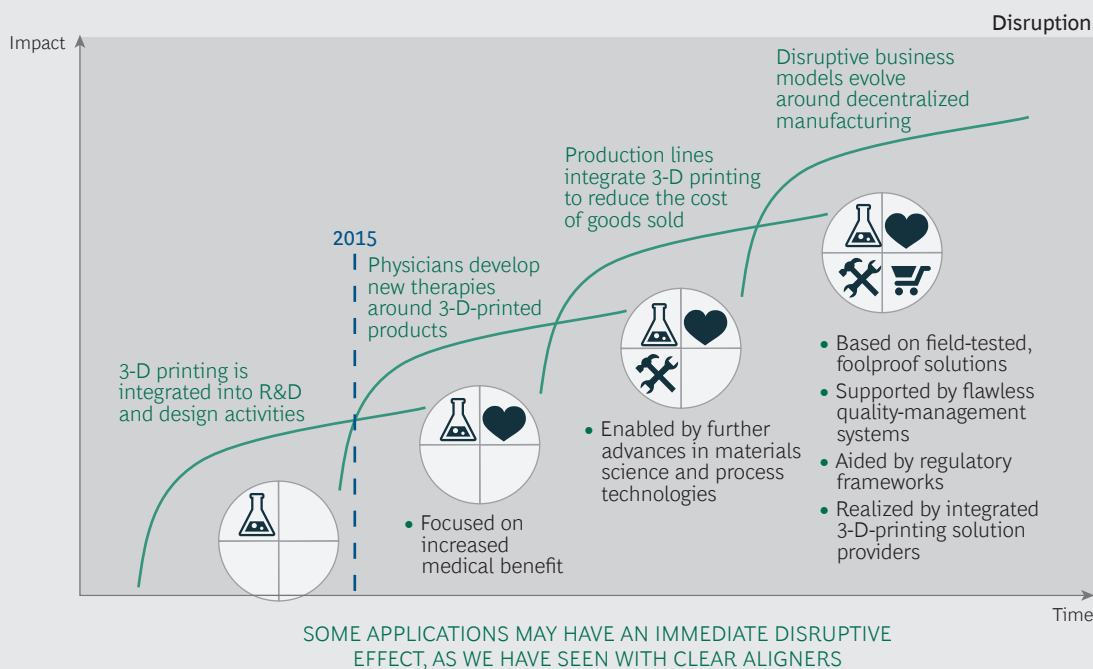 Disruption
Impact
Disruptive business
models evolve
around decentralized
manufacturing
Production lines
integrate 3-D printing
to reduce the cost
of goods sold
2015
Physicians develop
new therapies
around 3-D-printed
products
3-D printing is
integrated into R&D
and design activities
• Focused on
increased
medical benefit
• Enabled by further
advances in materials
science and process
technologies
• Based on field-tested,
foolproof solutions
• Supported by flawless
quality-management
systems
• Aided by regulatory
frameworks
• Realized by integrated
3-D-printing solution
providers
Time
SOME APPLICATIONS MAY HAVE AN IMMEDIATE DISRUPTIVE
EFFECT, AS WE HAVE SEEN WITH CLEAR ALIGNERS